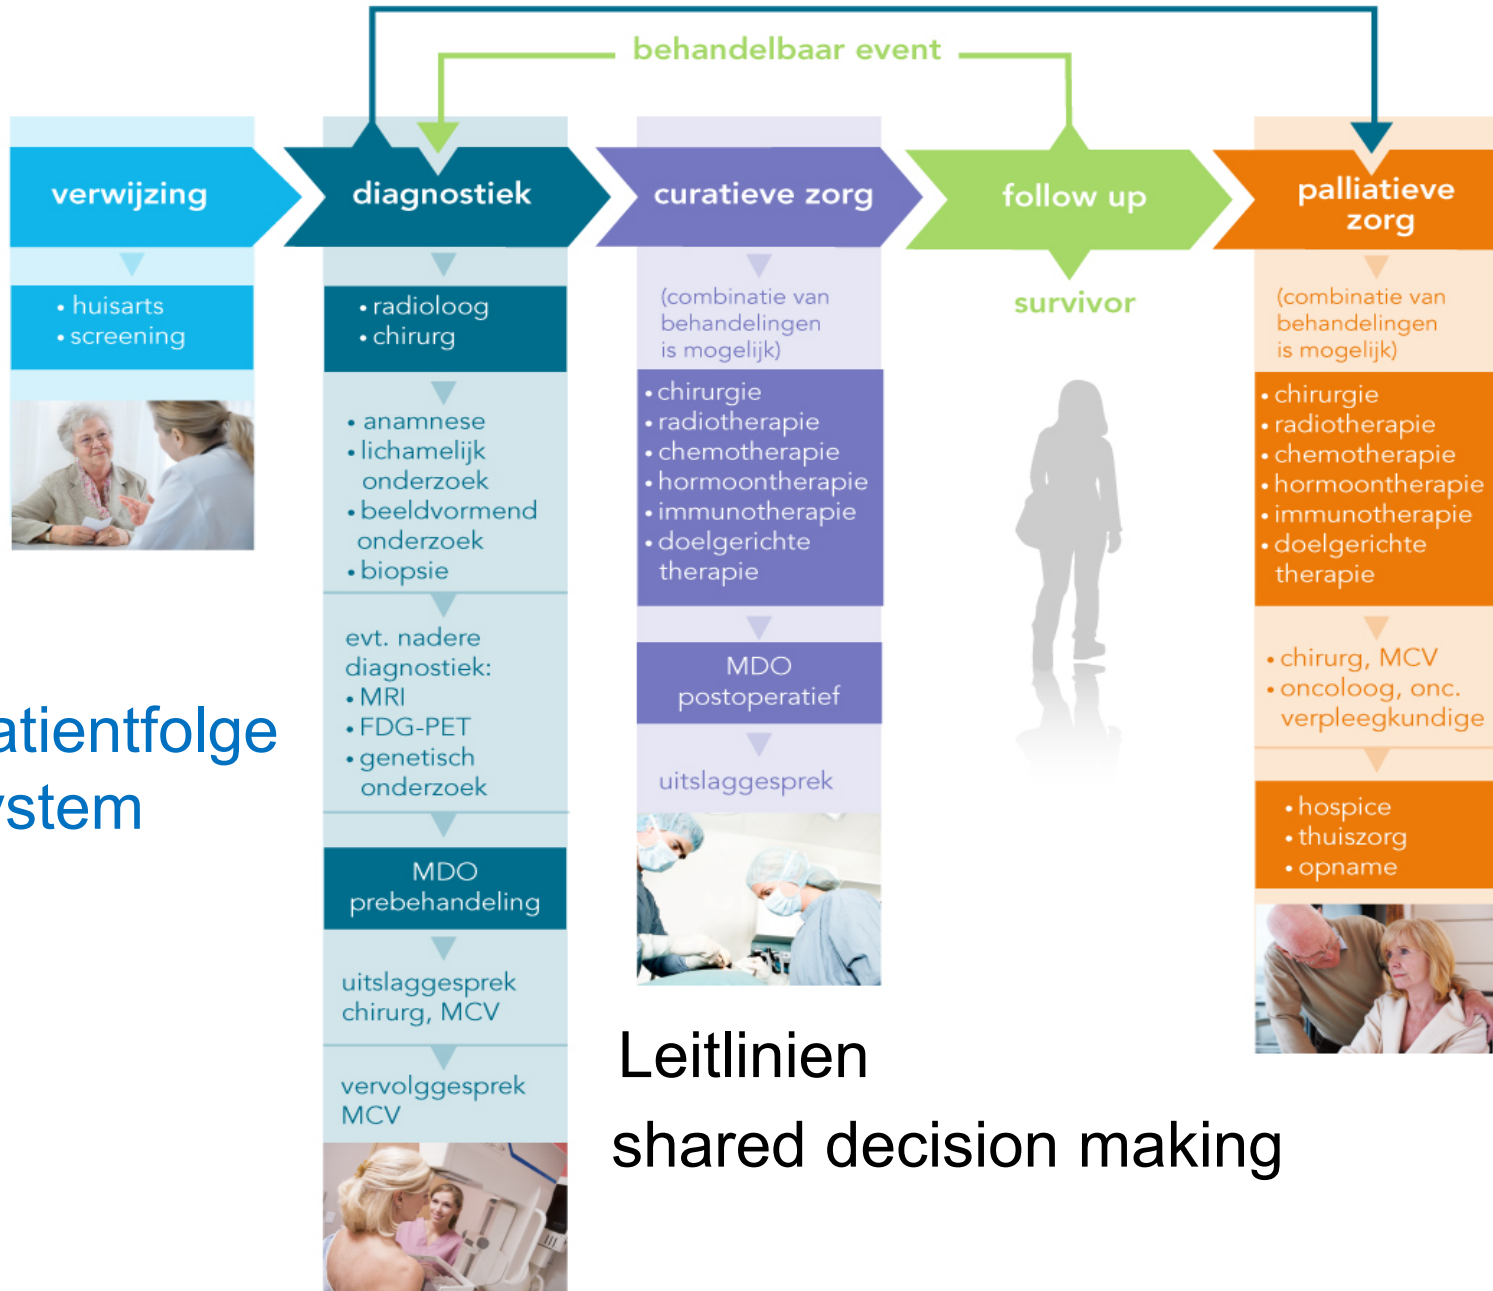 behandelbaar event
verwijzing
• huisarts
• screening
diagnostiek
• radioloog
• chirurg
• anamnese
• lichamelijk
onderzoek
• beeldvormend
onderzoek
• biopsie
evt. nadere
diagnostiek:
• MRI
• FDG-PET
• genetisch
onderzoek
MDO
prebehandeling
uitslaggesprek
chirurg, MCV
vervolggesprek
MCV
curatieve zorg
(combinatie van
behandelingen
is mogelijk)
• chirurgie
• radiotherapie
• chemotherapie
• hormoontherapie
• immunotherapie
• doelgerichte
therapie
MDO
postoperatief
uitslaggesprek
follow up
survivor
palliatieve
zorg
(combinatie van
behandelingen
is mogelijk)
• chirurgie
• radiotherapie
• chemotherapie
• hormoontherapie
• immunotherapie
• doelgerichte
therapie
• chirurg, MCV
• oncoloog, onc.
verpleegkundige
• hospice
• thuiszorg
• opname
atientfolge
ystem
Leitlinien
shared decision making